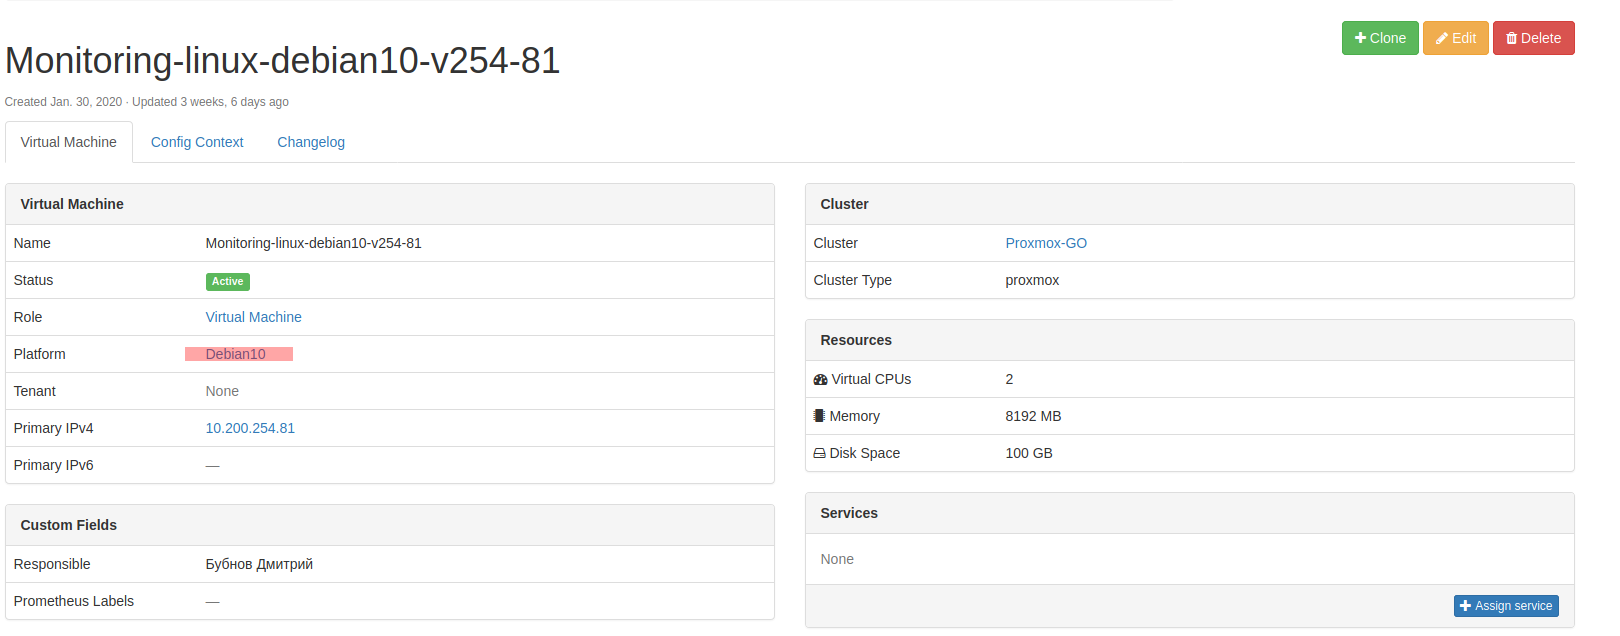 Clone Edit Delete
Monitoring-linux-debian10-v254-81
Created Jan. 30, 2020 · Updated 3 weeks, 6 days ago
Virtual Machine Config Context Changelog
Virtual Machine
Name Monitoring-linux-debian10-v254-81
Status Active
Role Virtual Machine
Platform Debian10
Tenant None
Primary IPv4 10.200.254.81
Primary IPv6 —
Custom Fields
Responsible Бубнов Дмитрий
Prometheus Labels —
Cluster
Cluster Proxmox-GO
Cluster Type proxmox
Resources
Virtual CPUs 2
Memory 8192 MB
Disk Space 100 GB
Services
None
Assign service